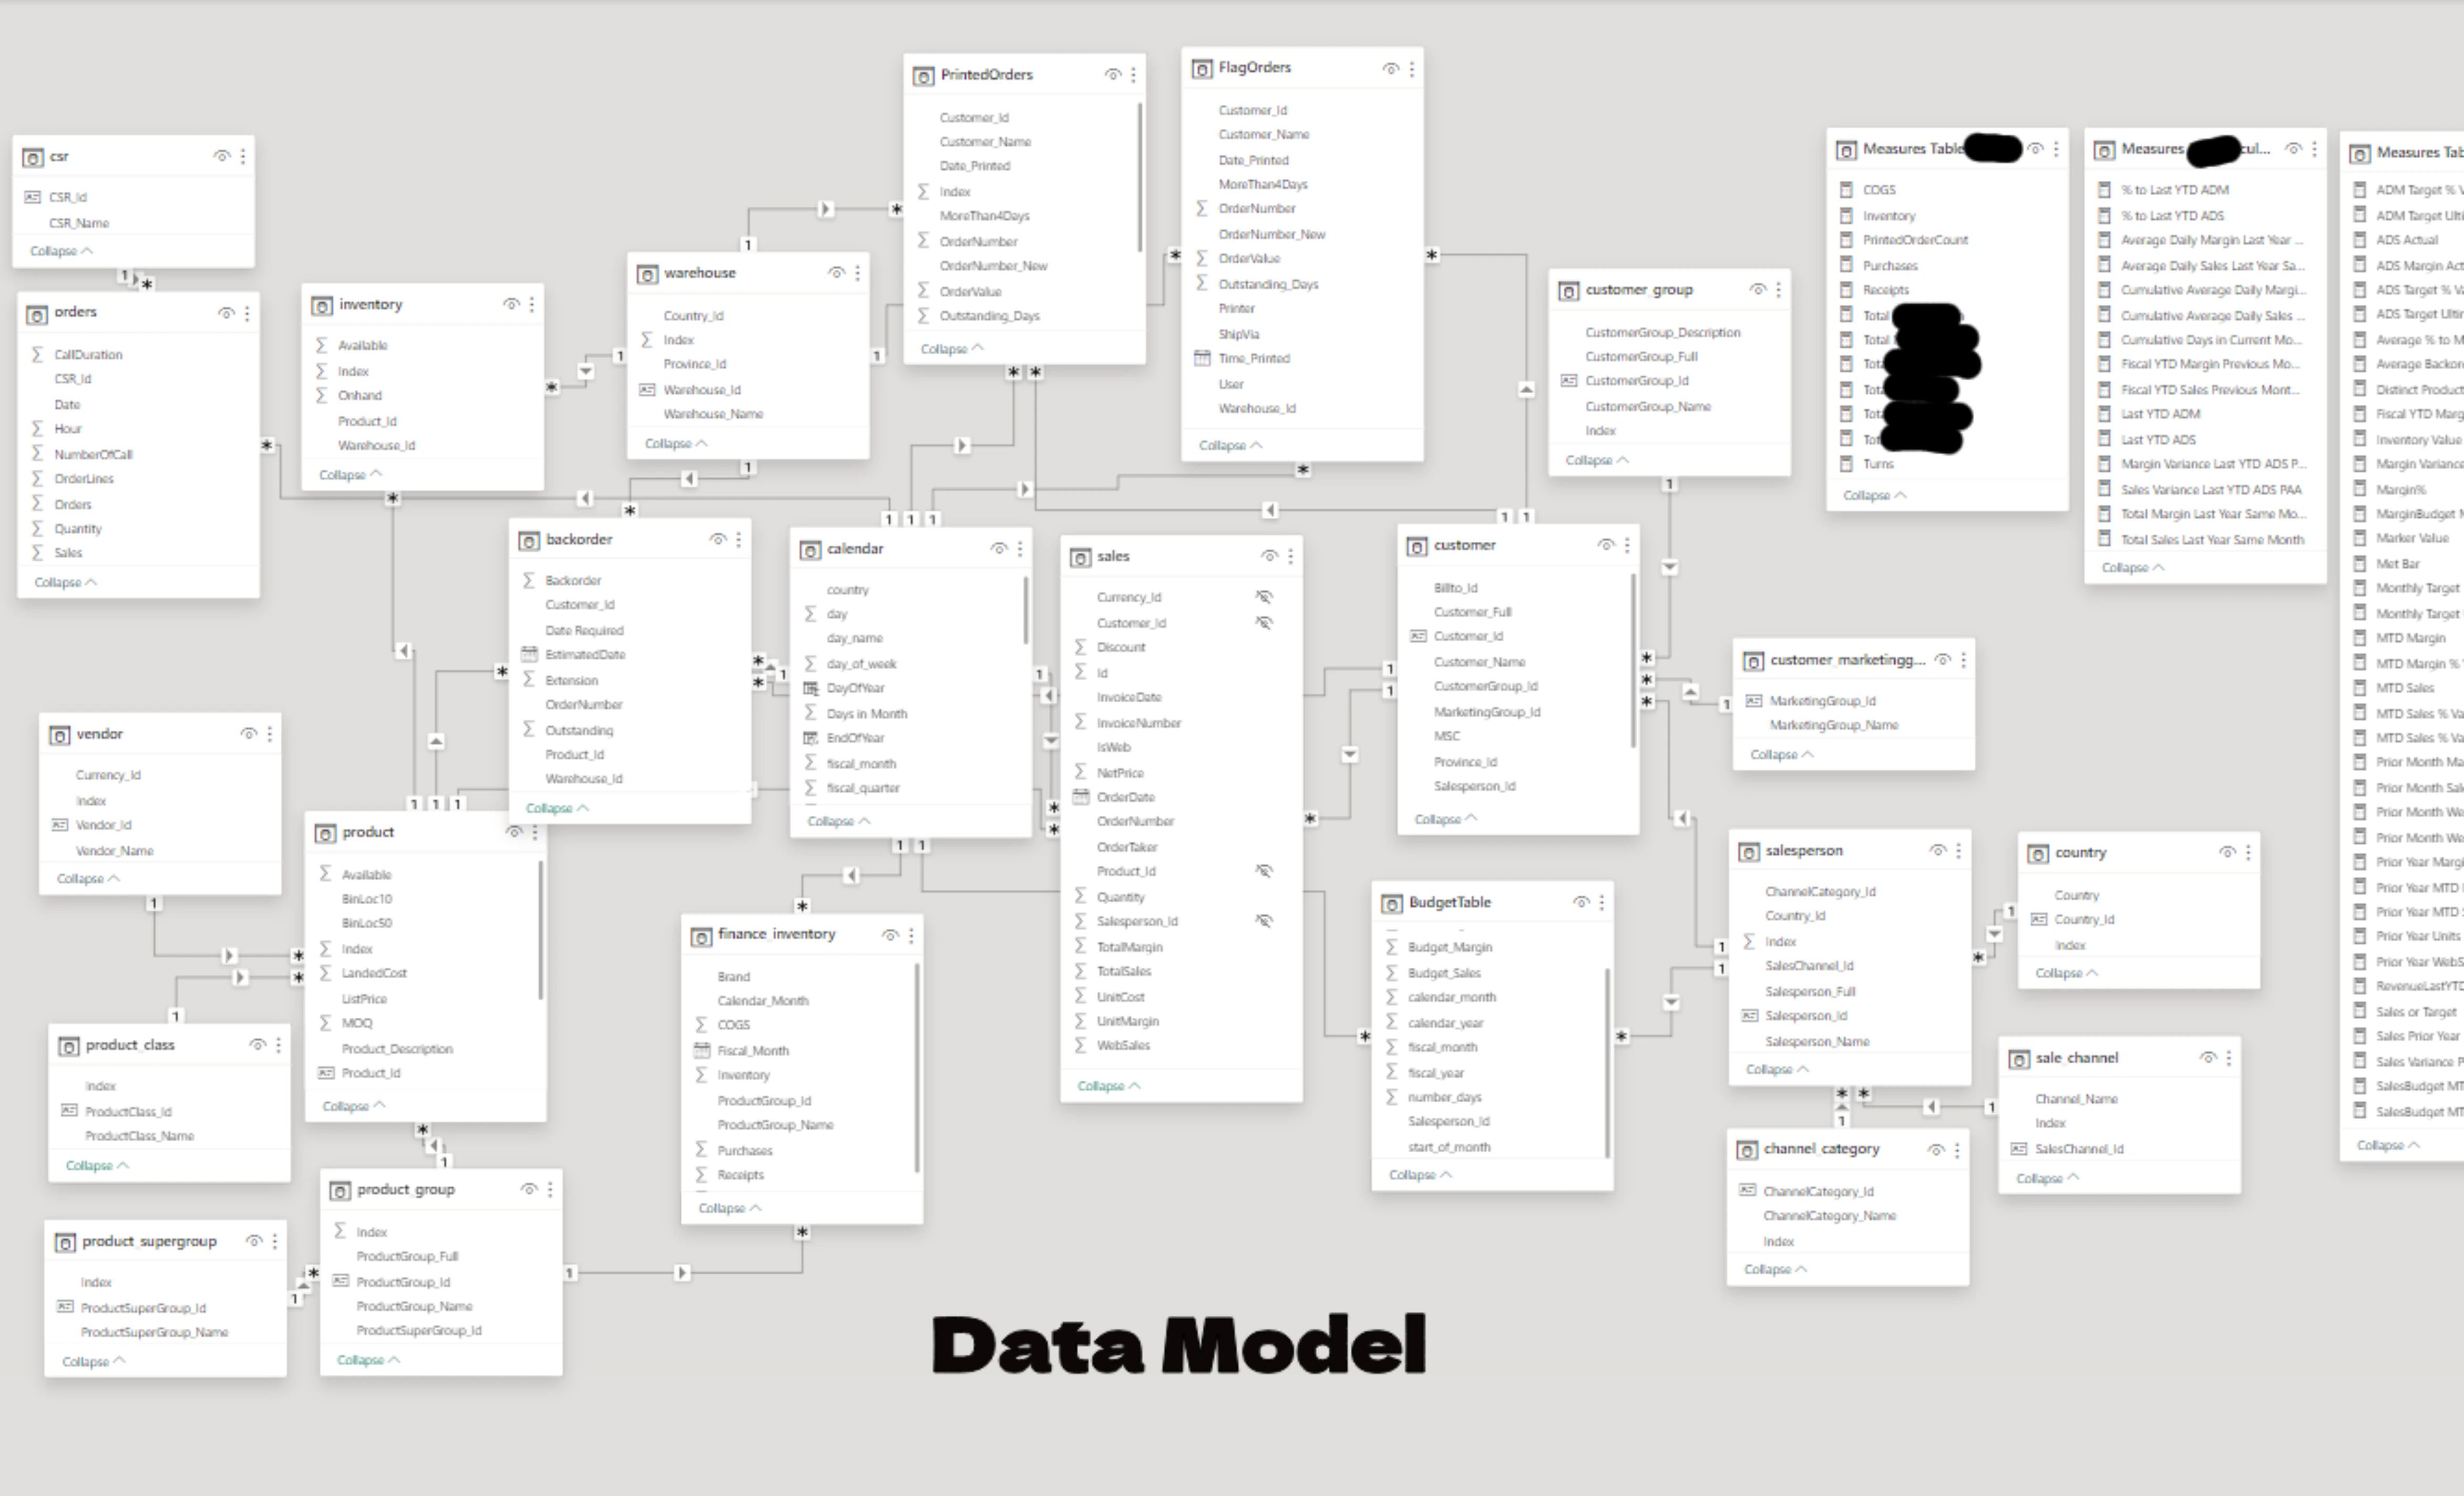 PrintedOrders
Customer_Id
Customer_Name
Date_Printed
Index
MoreThan4Days
OrderNumber
OrderNumber_New
OrderValue
Outstanding_Days
Collapse
FlagOrders
Customer_Id
Customer_Name
Date_Printed
MoreThan4Days
OrderNumber
OrderNumber_New
OrderValue
Outstanding_Days
Printer
ShipVia
Time_Printed
User
Warehouse_Id
Collapse
csr
CSR_Id
CSR_Name
Collapse
orders
CallDuration
CSR_Id
Date
Hour
NumberOfCall
OrderLines
Orders
Quantity
Sales
Collapse
inventory
Available
Index
Onhand
Product_Id
Warehouse_Id
Collapse
warehouse
Country_Id
Index
Province_Id
Warehouse_Id
Warehouse_Name
Collapse
customer_group
CustomerGroup_Description
CustomerGroup_Full
CustomerGroup_Id
CustomerGroup_Name
Index
Collapse
Measures Table
COGS
Inventory
PrintedOrderCount
Purchases
Receipts
Total
Total
Turns
Collapse
Measures
cul...
% to Last YTD ADM
% to Last YTD ADS
Average Daily Margin Last Year ...
Average Daily Sales Last Year Sa...
Cumulative Average Daily Margi...
Cumulative Average Daily Sales ...
Cumulative Days in Current Mo...
Fiscal YTD Margin Previous Mo...
Fiscal YTD Sales Previous Mont...
Last YTD ADM
Last YTD ADS
Margin Variance Last YTD ADS P...
Sales Variance Last YTD ADS PAA
Total Margin Last Year Same Mo...
Total Sales Last Year Same Month
Collapse
Measures Tab
ADM Target % V
ADM Target Ulti
ADS Actual
ADS Margin Act
ADS Target % Va
ADS Target Ultir
Average % to M
Average Backor
Distinct Product
Fiscal YTD Marg
Inventory Value
Margin Variance
Margin%
MarginBudget M
Marker Value
Met Bar
Monthly Target
Monthly Target
MTD Margin
MTD Margin %
MTD Sales
MTD Sales % Va
MTD Sales % Va
Prior Month Ma
Prior Month Sal
Prior Month We
Prior Month We
Prior Year Margi
Prior Year MTD
Prior Year MTD S
Prior Year Units
Prior Year WebS
RevenueLastYTD
Sales or Target
Sales Prior Year
Sales Variance P
SalesBudget MT
SalesBudget MT
Collapse
backorder
Backorder
Customer_Id
Date Required
EstimatedDate
Extension
OrderNumber
Outstanding
Product_Id
Warehouse_Id
Collapse
calendar
country
day
day_name
day_of_week
DayOfYear
Days in Month
EndOfYear
fiscal_month
fiscal_quarter
Collapse
sales
Currency_Id
Customer_Id
Discount
Id
InvoiceDate
InvoiceNumber
IsWeb
NetPrice
OrderDate
OrderNumber
OrderTaker
Product_Id
Quantity
Salesperson_Id
TotalMargin
TotalSales
UnitCost
UnitMargin
WebSales
Collapse
customer
Billto_Id
Customer_Full
Customer_Id
Customer_Name
CustomerGroup_Id
MarketingGroup_Id
MSC
Province_Id
Salesperson_Id
Collapse
customer_marketingg...
MarketingGroup_Id
MarketingGroup_Name
Collapse
vendor
Currency_Id
Index
Vendor_Id
Vendor_Name
Collapse
product
Available
BinLoc10
BinLoc50
Index
LandedCost
ListPrice
MOQ
Product_Description
Product_Id
Collapse
finance_inventory
Brand
Calendar_Month
COGS
Fiscal_Month
Inventory
ProductGroup_Id
ProductGroup_Name
Purchases
Receipts
Collapse
BudgetTable
Budget_Margin
Budget_Sales
calendar_month
calendar_year
fiscal_month
fiscal_year
number_days
Salesperson_Id
start_of_month
Collapse
salesperson
ChannelCategory_Id
Country_Id
Index
SalesChannel_Id
Salesperson_Full
Salesperson_Id
Salesperson_Name
Collapse
country
Country
Country_Id
Index
Collapse
product_class
Index
ProductClass_Id
ProductClass_Name
Collapse
sale_channel
Channel_Name
Index
SalesChannel_Id
Collapse
channel_category
ChannelCategory_Id
ChannelCategory_Name
Index
Collapse
product_supergroup
Index
ProductSuperGroup_Id
ProductSuperGroup_Name
Collapse
product_group
Index
ProductGroup_Full
ProductGroup_Id
ProductGroup_Name
ProductSuperGroup_Id
Collapse
Data Model